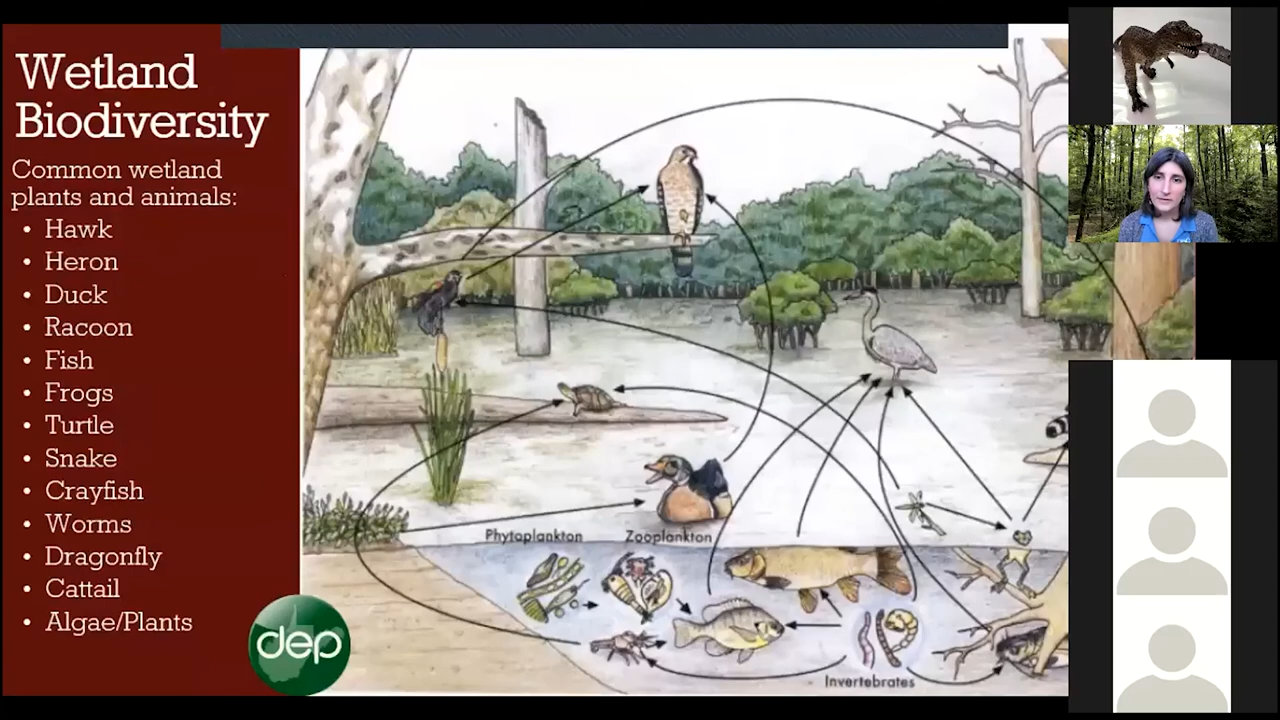 Wetland
Biodiversity
Common wetland
plants and animals:
• Hawk
• Heron
• Duck
• Racoon
• Fish
• Frogs
• Turtle
• Snake
• Crayfish
• Worms
• Dragonfly
• Cattail
• Algae/Plants
dep
Phytoplankton
Zooplankton
Invertebrates